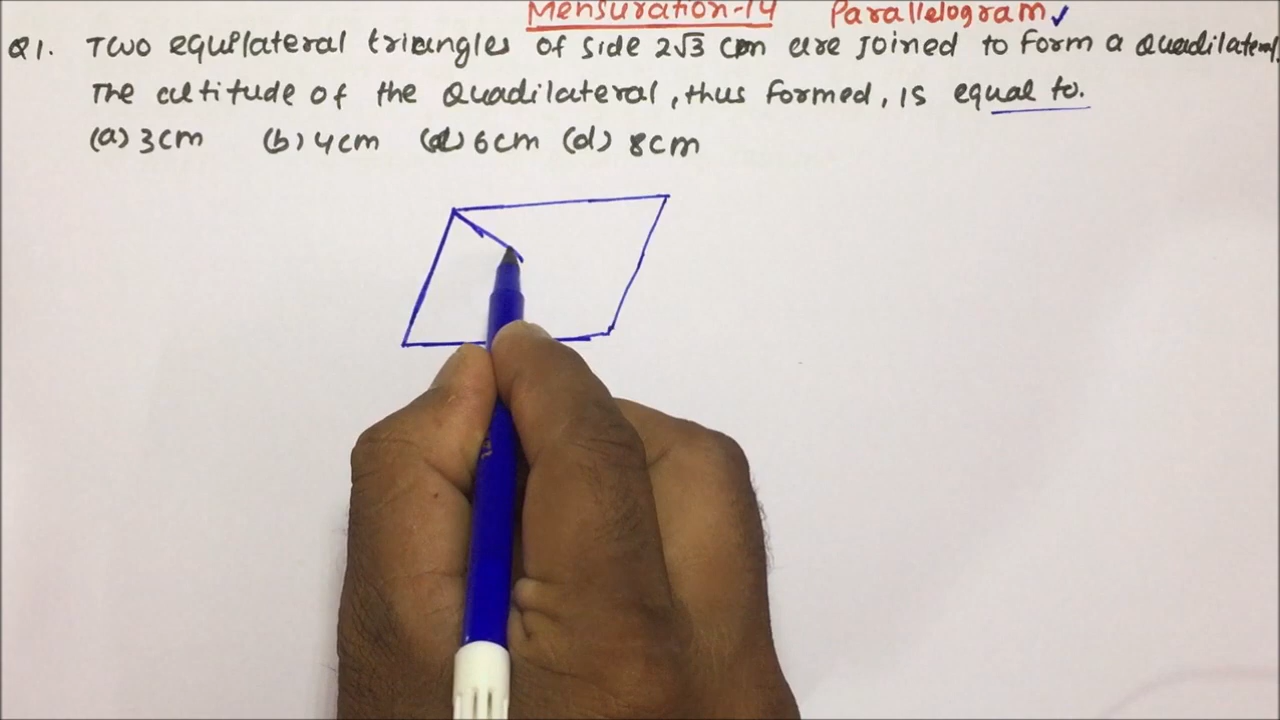 Mensuration-14 Parallelogram
Q1. Two equilateral triangles of side 2√3 cm are joined to form a Quadilateral.
The altitude of the Quadilateral, thus formed, is equal to.
(a) 3cm (b) 4cm (c) 6cm (d) 8cm